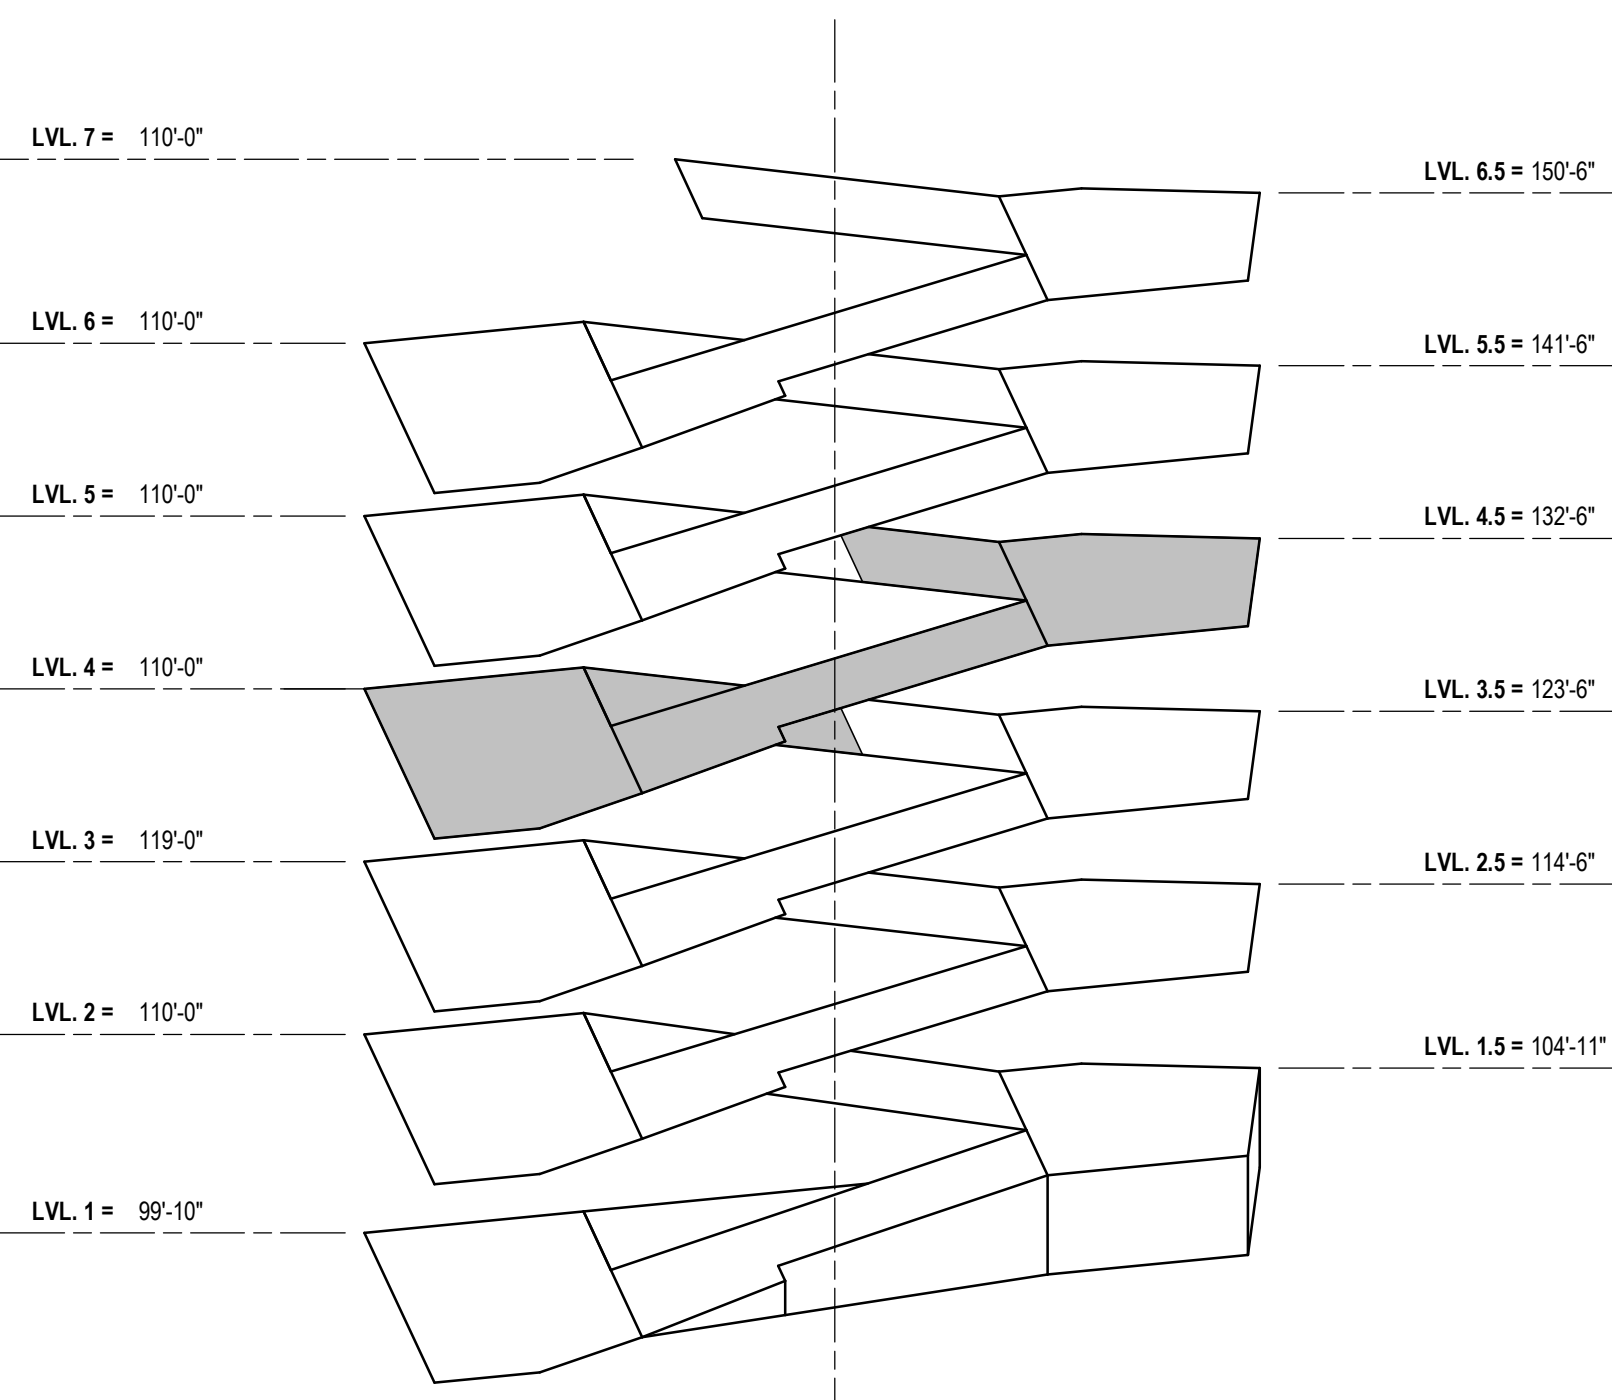 LVL. 7 = 110'-0"
LVL. 6.5 = 150'-6"
LVL. 6 = 110'-0"
LVL. 5.5 = 141'-6"
LVL. 5 = 110'-0"
LVL. 4.5 = 132'-6"
LVL. 4 = 110'-0"
LVL. 3.5 = 123'-6"
LVL. 3 = 119'-0"
LVL. 2.5 = 114'-6"
LVL. 2 = 110'-0"
LVL. 1.5 = 104'-11"
LVL. 1 = 99'-10"